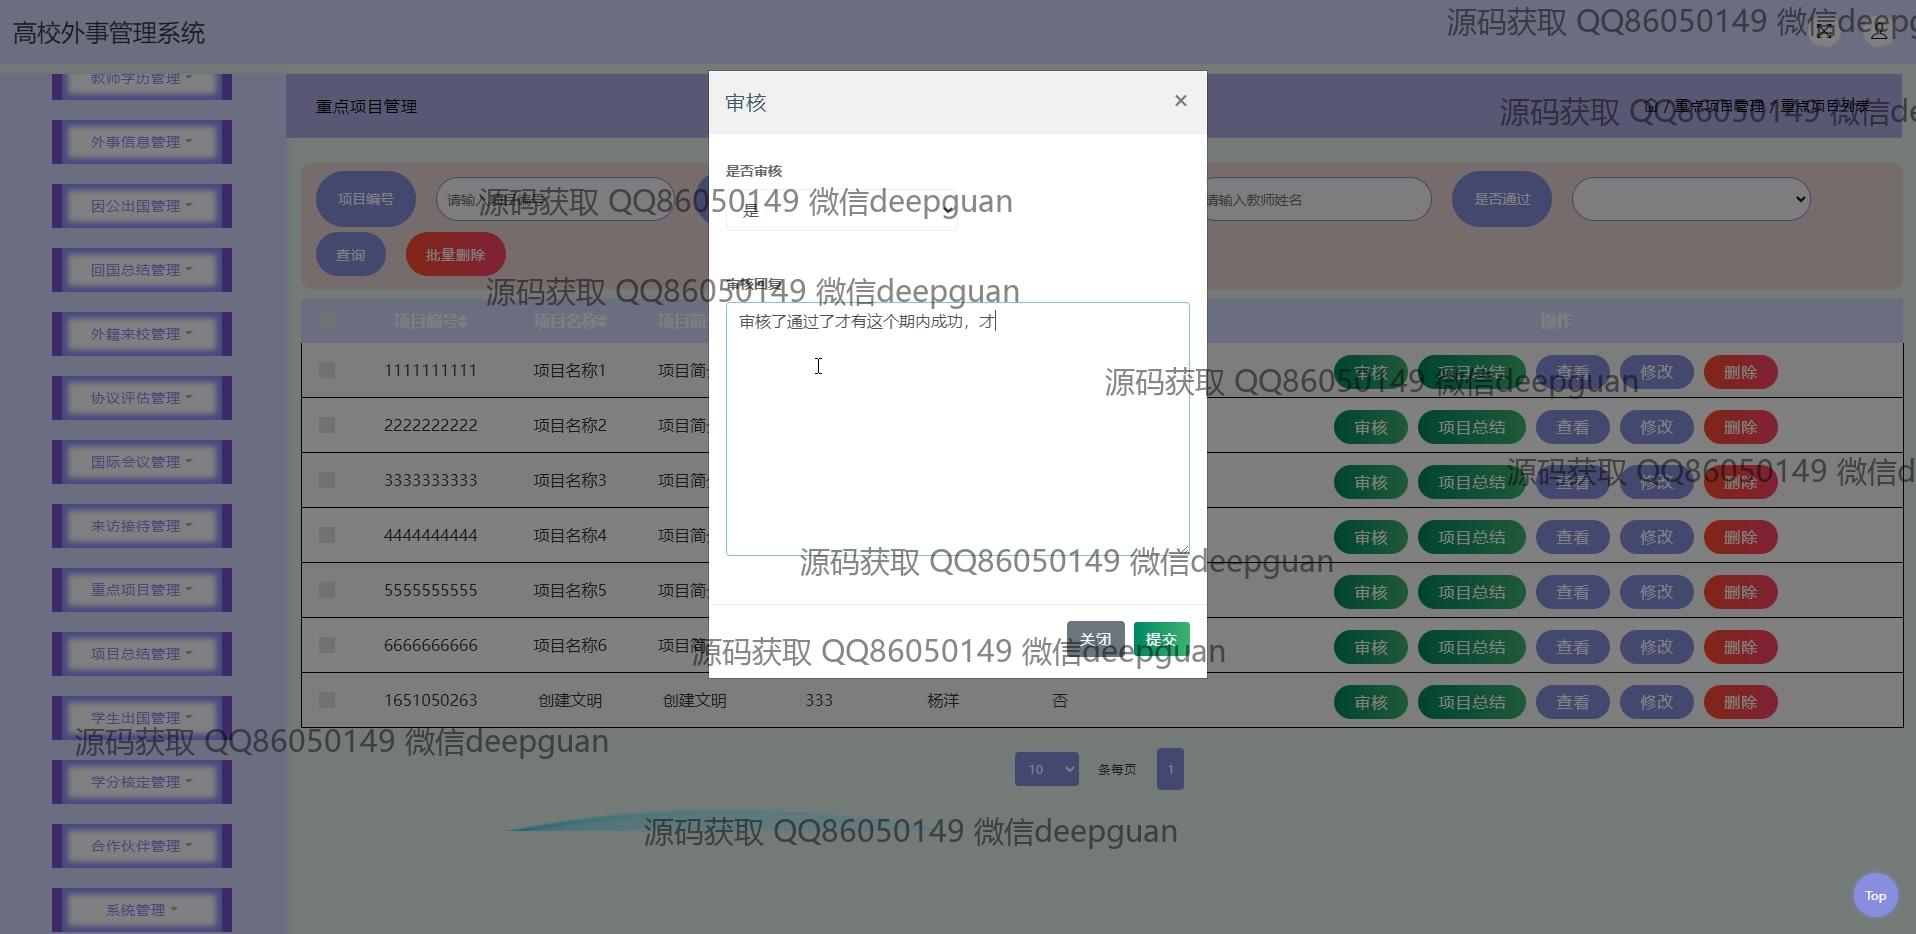 高校外事管理系统
源码获取 QQ86050149 微信deepg
教师学历管理
外事信息管理
因公出国管理
回国总结管理
外籍来校管理
协议评估管理
国际会议管理
来访接待管理
重点项目管理
项目总结管理
学生出国管理
学分核定管理
合作伙伴管理
系统管理
重点项目管理
/ 重点项目管理 / 重点项目列表
源码获取 QQ86050149 微信de
项目编号
请输入项目编号
请输入教师姓名
是否通过
查询
批量删除
项目编号 项目名称 项目简 操作
1111111111 项目名称1 项目简 审核 项目总结 查看 修改 删除
2222222222 项目名称2 项目简 审核 项目总结 查看 修改 删除
3333333333 项目名称3 项目简 审核 项目总结 查看 修改 删除
4444444444 项目名称4 项目简 审核 项目总结 查看 修改 删除
5555555555 项目名称5 项目简 审核 项目总结 查看 修改 删除
6666666666 项目名称6 项目简 审核 项目总结 查看 修改 删除
1651050263 创建文明 创建文明 333 杨洋 否 审核 项目总结 查看 修改 删除
10 条每页 1
审核
×
是否审核
是
源码获取 QQ86050149 微信deepguan
审核回复
源码获取 QQ86050149 微信deepguan
审核了通过了才有这个期内成功，才
源码获取 QQ86050149 微信deepguan
源码获取 QQ86050149 微信d
源码获取 QQ86050149 微信deepguan
关闭 提交
源码获取 QQ86050149 微信deepguan
源码获取 QQ86050149 微信deepguan
源码获取 QQ86050149 微信deepguan
Top